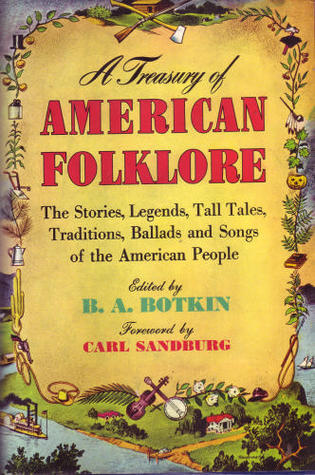 A Treasury of
AMERICAN
FOLKLORE
The Stories, Legends, Tall Tales,
Traditions, Ballads and Songs
of the American People
Edited by
B. A. BOTKIN
Foreword by
CARL SANDBURG